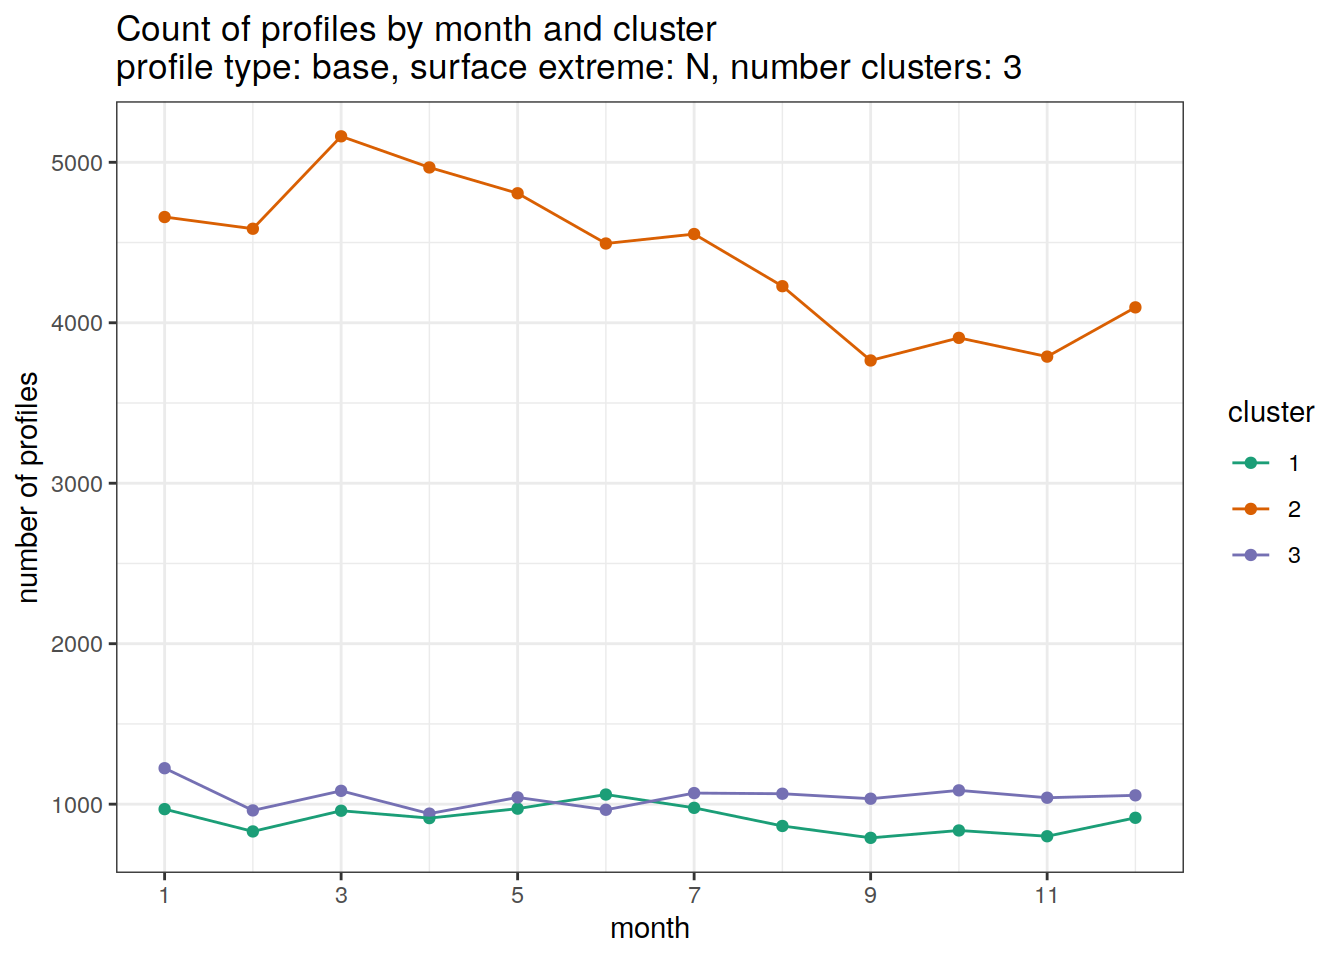 Count of profiles by month and cluster
profile type: base, surface extreme: N, number clusters: 3
number of profiles
5000
4000
3000
2000
1000
1 3 5 7 9 11
month
cluster
1
2
3